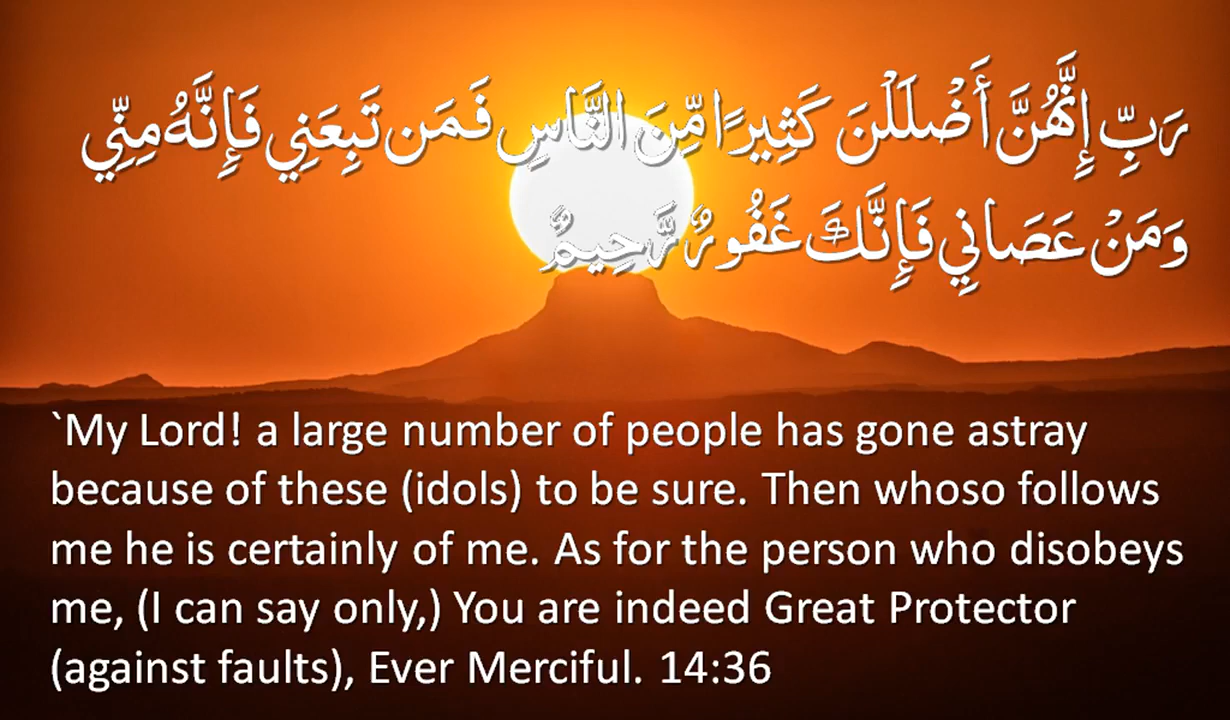 رَبِّ إِنَّهُنَّ أَضْلَلْنَ كَثِيرًا مِّنَ النَّاسِ فَمَن تَبِعَنِي فَإِنَّهُ مِنِّي
وَمَنْ عَصَانِي فَإِنَّكَ غَفُورٌ رَّحِيمٌ
`My Lord! a large number of people has gone astray
because of these (idols) to be sure. Then whoso follows
me he is certainly of me. As for the person who disobeys
me, (I can say only,) You are indeed Great Protector
(against faults), Ever Merciful. 14:36